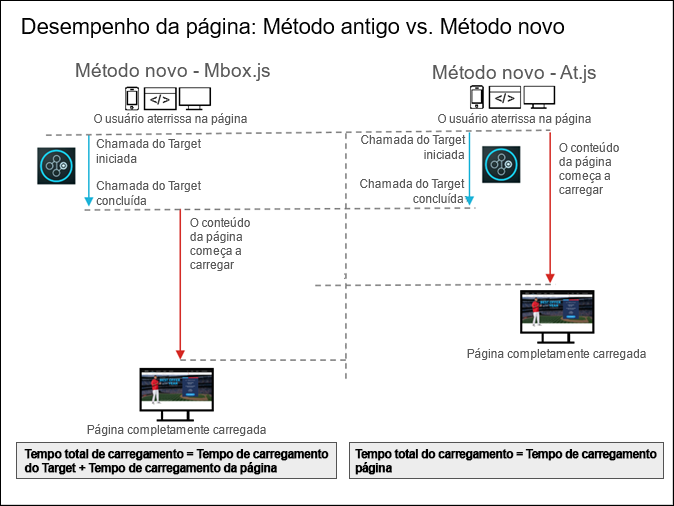 Desempenho da página: Método antigo vs. Método novo
Método novo - Mbox.js
</>
O usuário aterrissa na página
Chamada do Target
iniciada
Chamada do Target
concluída
O conteúdo
da página
começa a
carregar
Página completamente carregada
Tempo total de carregamento = Tempo de carregamento
do Target + Tempo de carregamento da página
Método novo - At.js
</>
O usuário aterrissa na página
Chamada do Target
iniciada
Chamada do Target
concluída
O conteúdo
da página
começa a
carregar
Página completamente carregada
Tempo total do carregamento = Tempo de carregamento
página